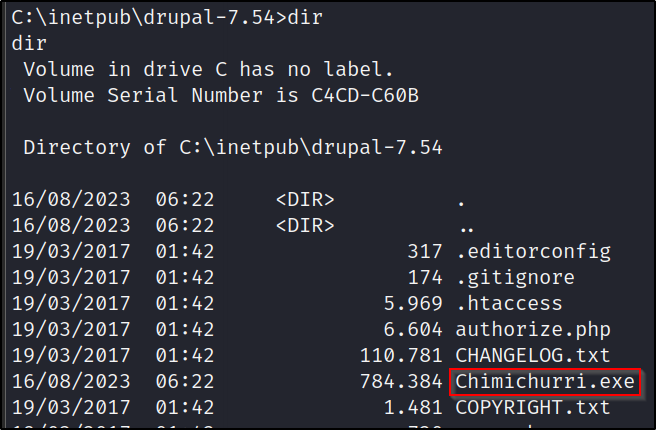 C:\inetpub\drupal-7.54>dir
dir
 Volume in drive C has no label.
 Volume Serial Number is C4CD-C60B

 Directory of C:\inetpub\drupal-7.54

16/08/2023  06:22    <DIR>          .
16/08/2023  06:22    <DIR>          ..
19/03/2017  01:42               317 .editorconfig
19/03/2017  01:42               174 .gitignore
19/03/2017  01:42             5.969 .htaccess
19/03/2017  01:42             6.604 authorize.php
19/03/2017  01:42           110.781 CHANGELOG.txt
16/08/2023  06:22           784.384 Chimichurri.exe
19/03/2017  01:42             1.481 COPYRIGHT.txt